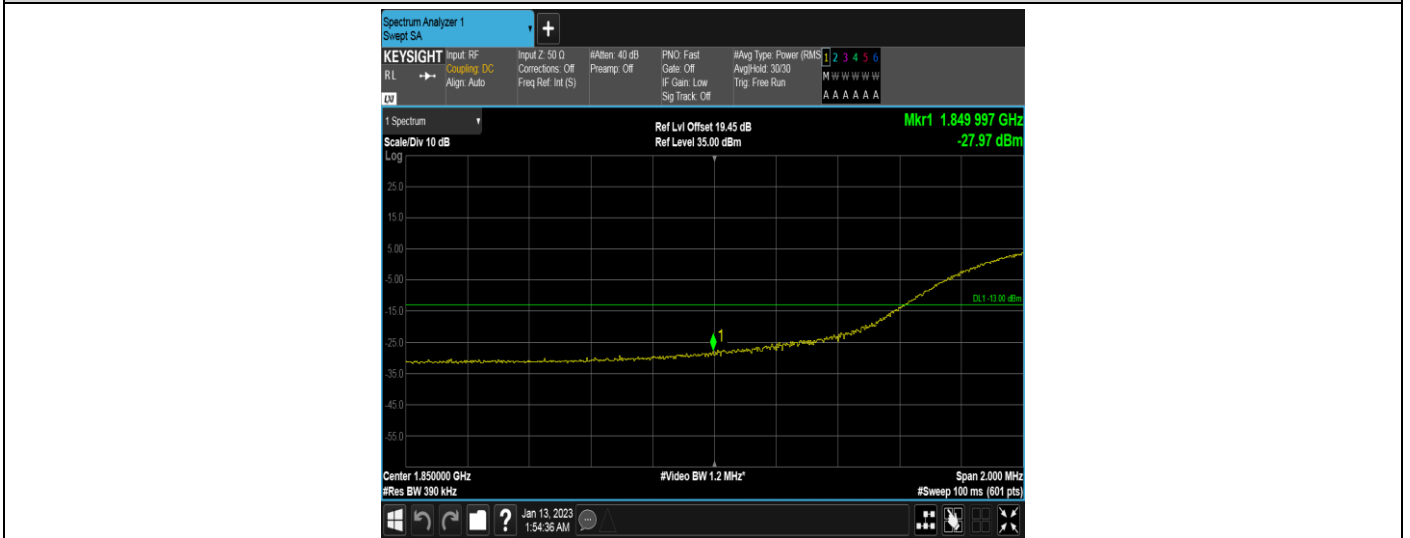 Spectrum Analyzer 1
Swept SA
+
KEYSIGHT
RL
LXI
Input: RF
Coupling: DC
Align: Auto
Input Z: 50 Ω
Corrections: Off
Freq Ref: Int (S)
#Atten: 40 dB
Preamp: Off
PNO: Fast
Gate: Off
IF Gain: Low
Sig Track: Off
#Avg Type: Power (RMS
Avg|Hold: 30/30
Trig: Free Run
1 2 3 4 5 6
M W W W W W
A A A A A A
1 Spectrum
Scale/Div 10 dB
Log
Ref Lvl Offset 19.45 dB
Ref Level 35.00 dBm
Mkr1 1.849 997 GHz
-27.97 dBm
25.0
15.0
5.00
-5.00
-15.0
-25.0
-35.0
-45.0
-55.0
DL1 -13.00 dBm
1
Center 1.850000 GHz
#Res BW 390 kHz
#Video BW 1.2 MHz*
Span 2.000 MHz
#Sweep 100 ms (601 pts)
?
Jan 13, 2023
1:54:36 AM